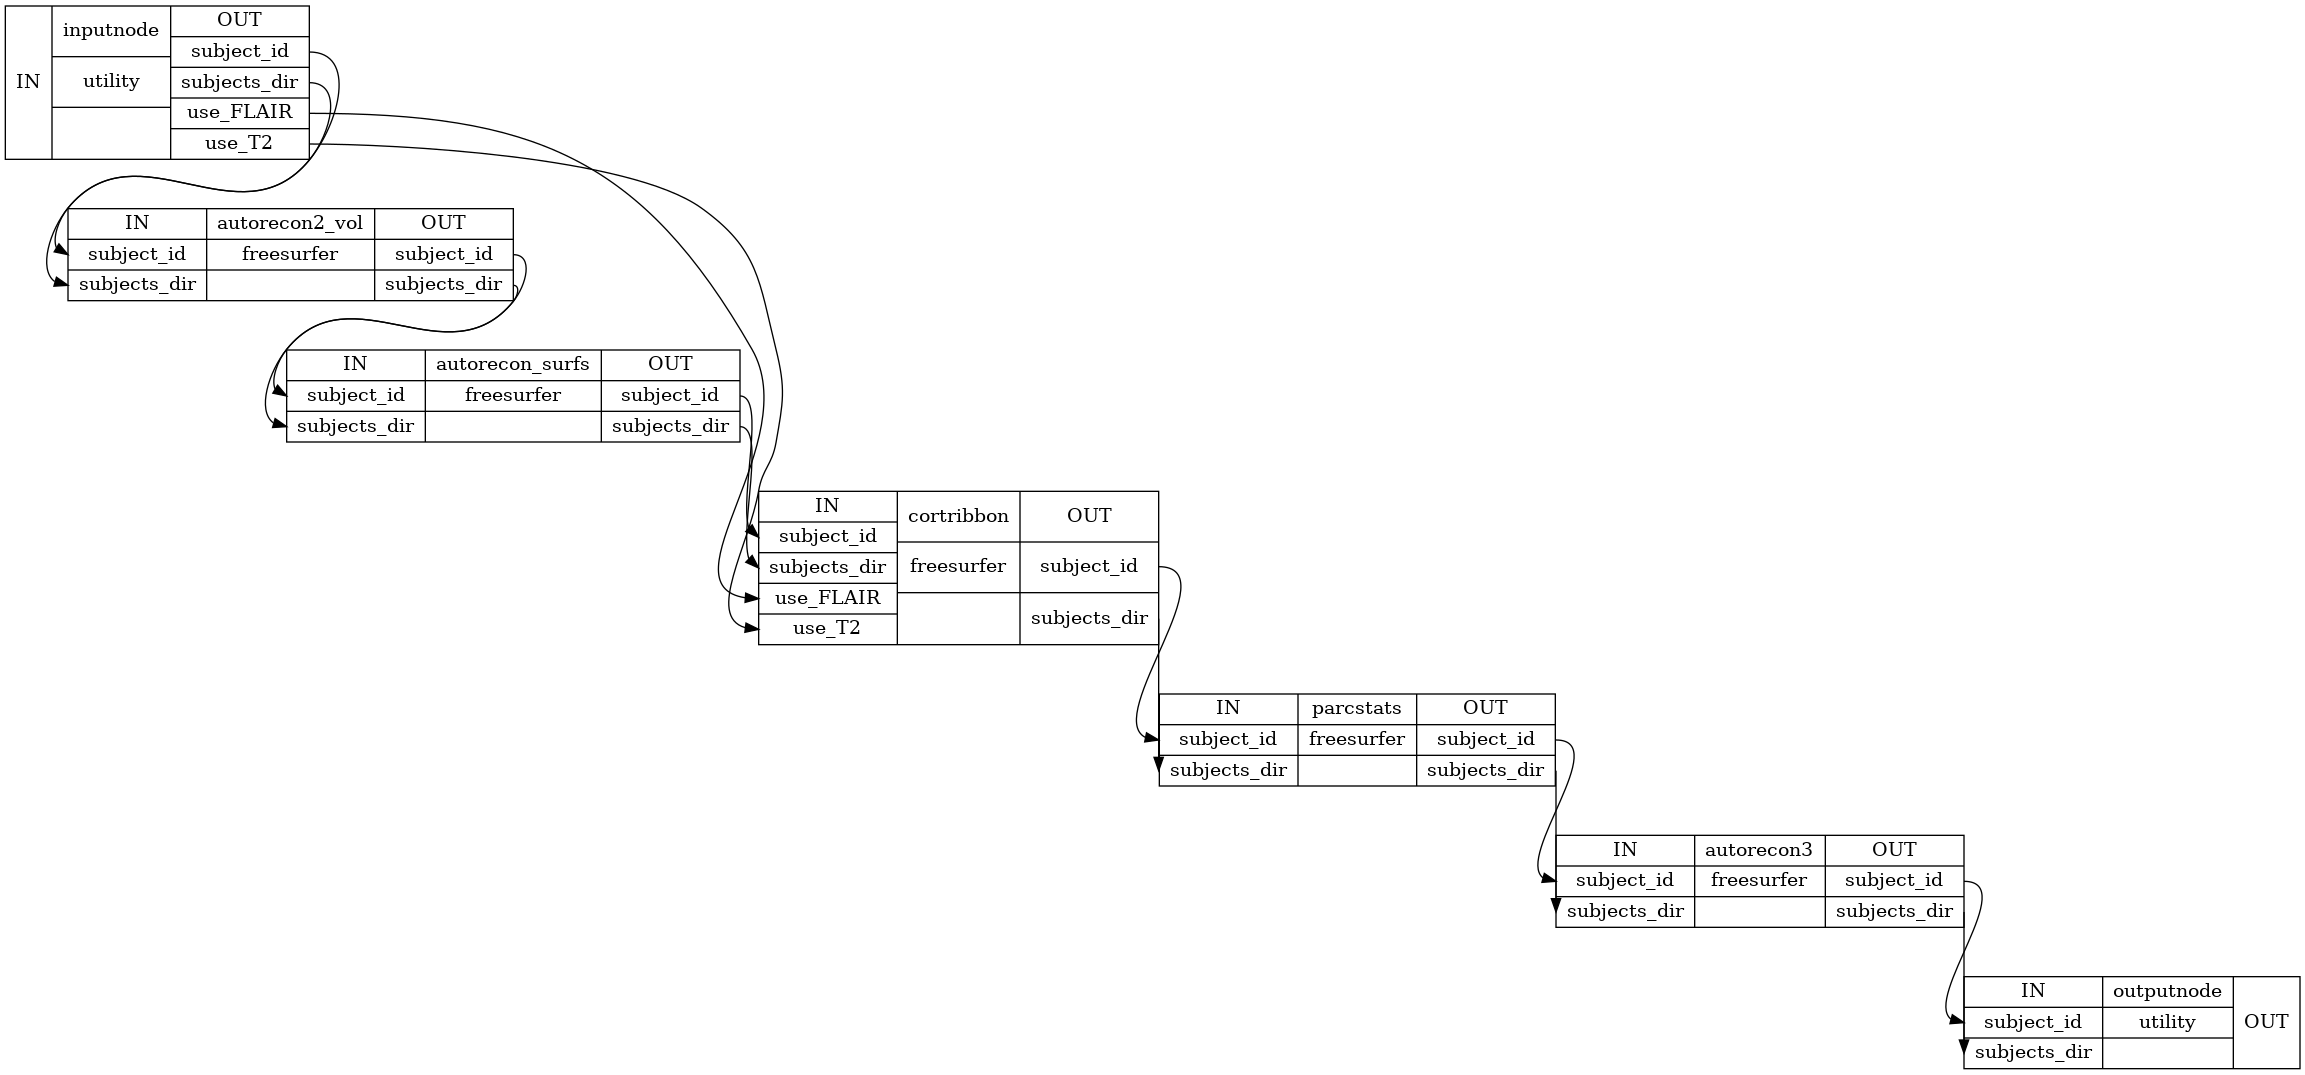 IN
inputnode
utility
OUT
subject_id
subjects_dir
use_FLAIR
use_T2
IN
subject_id
subjects_dir
autorecon2_vol
freesurfer
OUT
subject_id
subjects_dir
IN
subject_id
subjects_dir
autorecon_surfs
freesurfer
OUT
subject_id
subjects_dir
IN
subject_id
subjects_dir
use_FLAIR
use_T2
cortribbon
freesurfer
OUT
subject_id
subjects_dir
IN
subject_id
subjects_dir
parcstats
freesurfer
OUT
subject_id
subjects_dir
IN
subject_id
subjects_dir
autorecon3
freesurfer
OUT
subject_id
subjects_dir
IN
subject_id
subjects_dir
outputnode
utility
OUT